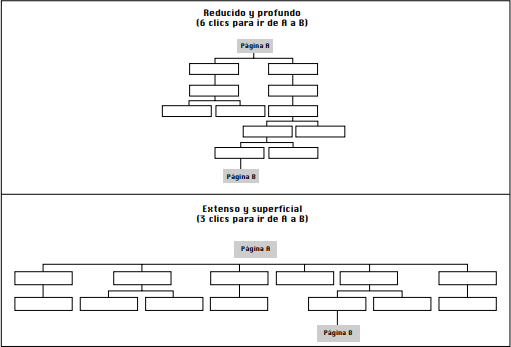 Reducido y profundo
(6 clics para ir de A a B)
Página A
Página B
Extenso y superficial
(3 clics para ir de A a B)
Página A
Página B